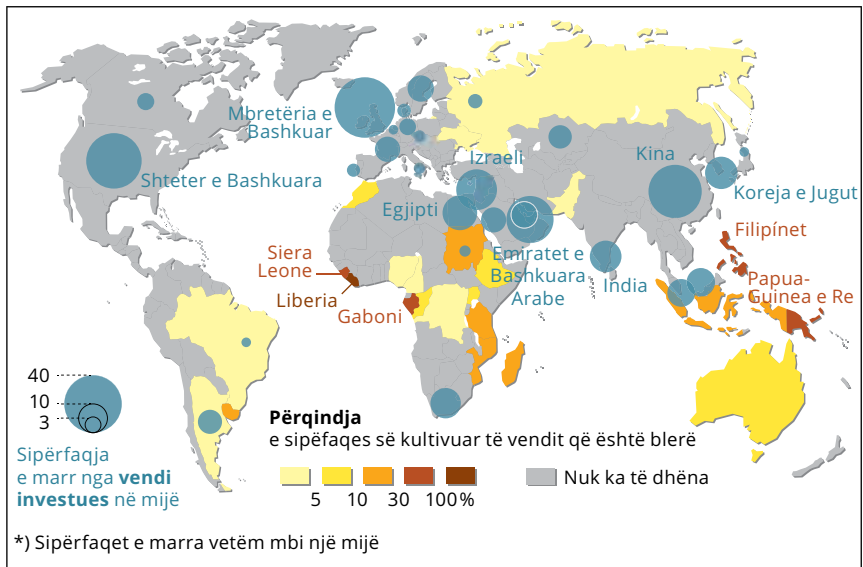 Mbretëria e
Bashkuar
Shteter e Bashkuara
Izraeli
Kina
Koreja e Jugut
Egjipti
Filipínet
Siera
Leone
Emiratet e
Bashkuara
Arabe
Liberia
India
Papua-
Guinea e Re
Gaboni
40
10
3
Sipërfaqja
e marr nga vendi
investues në mijë
Përqindja
e sipëfaqes së kultivuar të vendit që është blerë
5 10 30 100%
Nuk ka të dhëna
*) Sipërfaqet e marra vetëm mbi një mijë